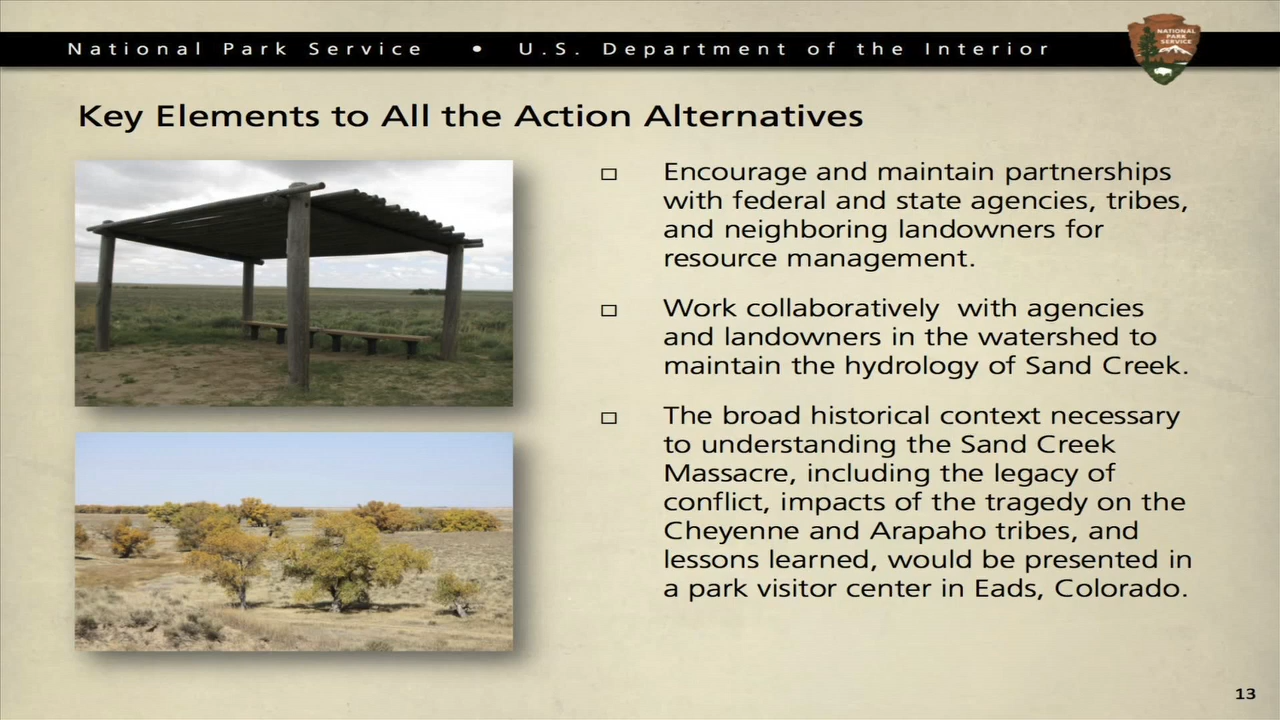 National Park Service • U.S. Department of the Interior
NATIONAL
PARK
SERVICE
Key Elements to All the Action Alternatives
□ Encourage and maintain partnerships
with federal and state agencies, tribes,
and neighboring landowners for
resource management.
□ Work collaboratively  with agencies
and landowners in the watershed to
maintain the hydrology of Sand Creek.
□ The broad historical context necessary
to understanding the Sand Creek
Massacre, including the legacy of
conflict, impacts of the tragedy on the
Cheyenne and Arapaho tribes, and
lessons learned, would be presented in
a park visitor center in Eads, Colorado.
13